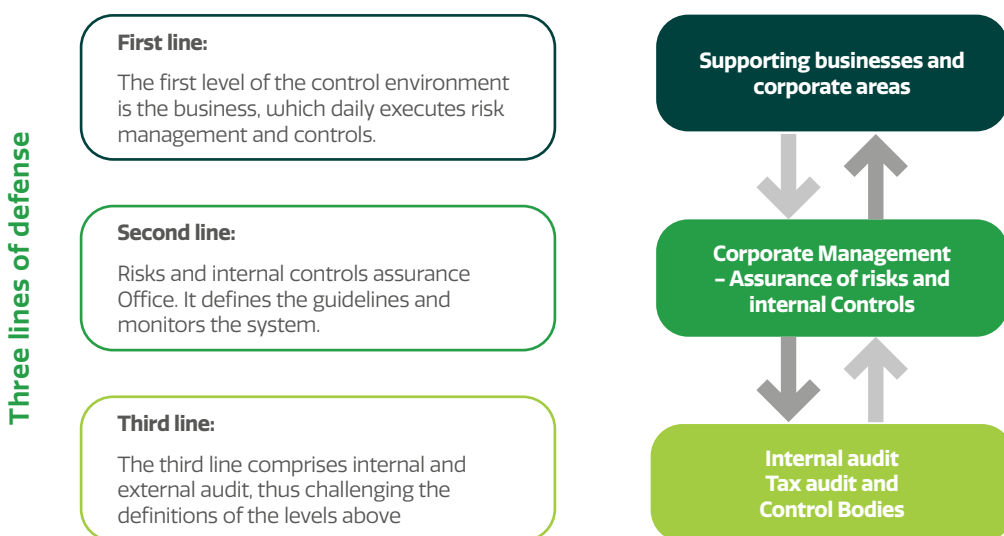 Three lines of defense
First line:
The first level of the control environment
is the business, which daily executes risk
management and controls.
Supporting businesses and
corporate areas
Second line:
Risks and internal controls assurance
Office. It defines the guidelines and
monitors the system.
Corporate Management
– Assurance of risks and
internal Controls
Third line:
The third line comprises internal and
external audit, thus challenging the
definitions of the levels above
Internal audit
Tax audit and
Control Bodies